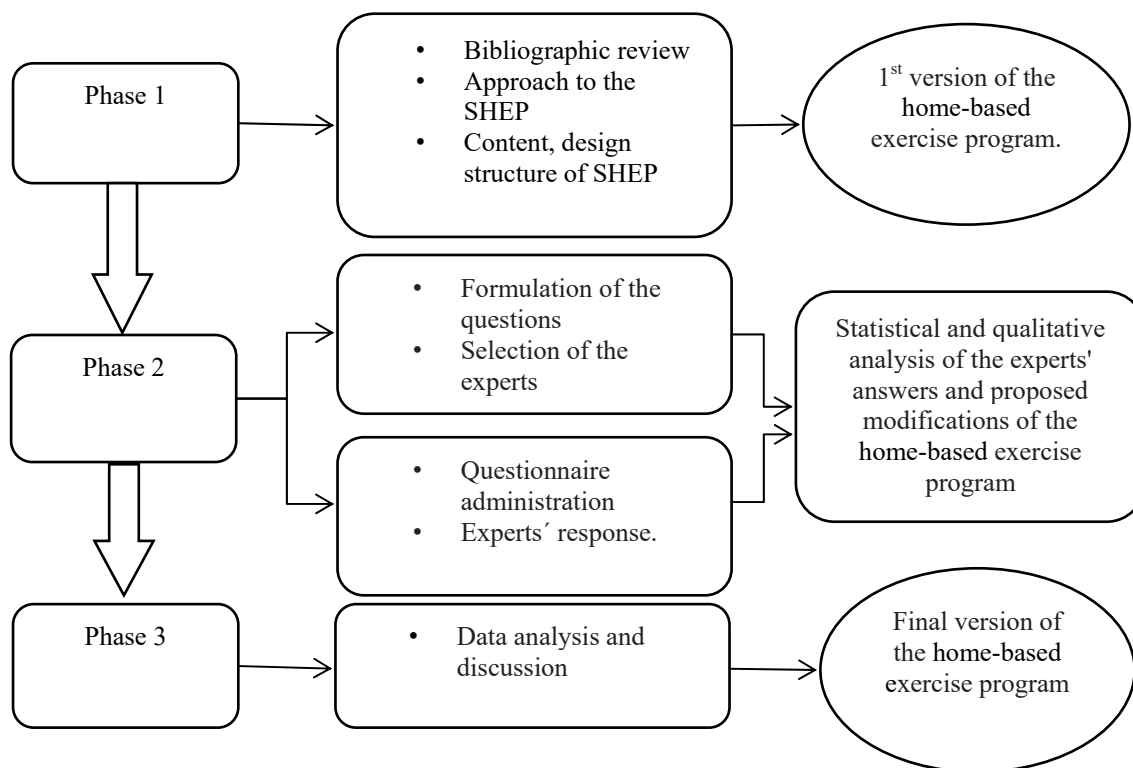 Phase 1
• Bibliographic review
• Approach to the
SHEP
• Content, design
structure of SHEP
1st version of the
home-based
exercise program.
Phase 2
• Formulation of the
questions
• Selection of the
experts
• Questionnaire
administration
• Experts´ response.
Statistical and qualitative
analysis of the experts'
answers and proposed
modifications of the
home-based exercise
program
Phase 3
• Data analysis and
discussion
Final version of
the home-based
exercise program